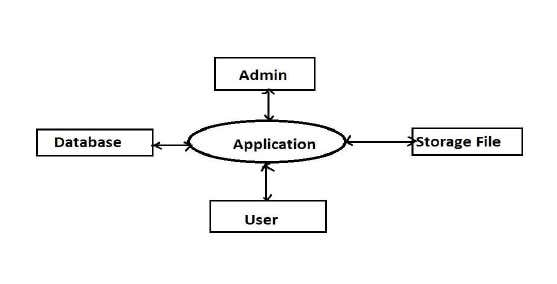 Admin
Database
Application
Storage File
User